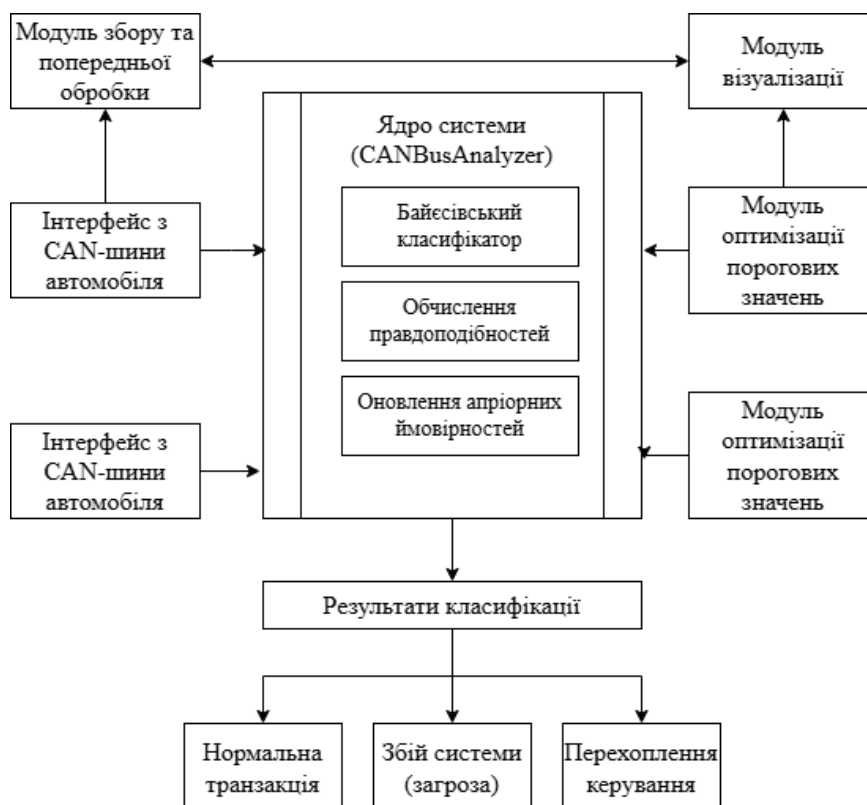 Модуль збору та
попередньої
обробки
Модуль
візуалізації
Ядро системи
(CANBusAnalyzer)
Байєсівський
класифікатор
Обчислення
правдоподібностей
Оновлення апріорних
ймовірностей
Інтерфейс з
CAN-шини
автомобіля
Модуль
оптимізації
порогових
значень
Інтерфейс з
CAN-шини
автомобіля
Модуль
оптимізації
порогових
значень
Результати класифікації
Нормальна
транзакція
Збій системи
(загроза)
Перехоплення
керування